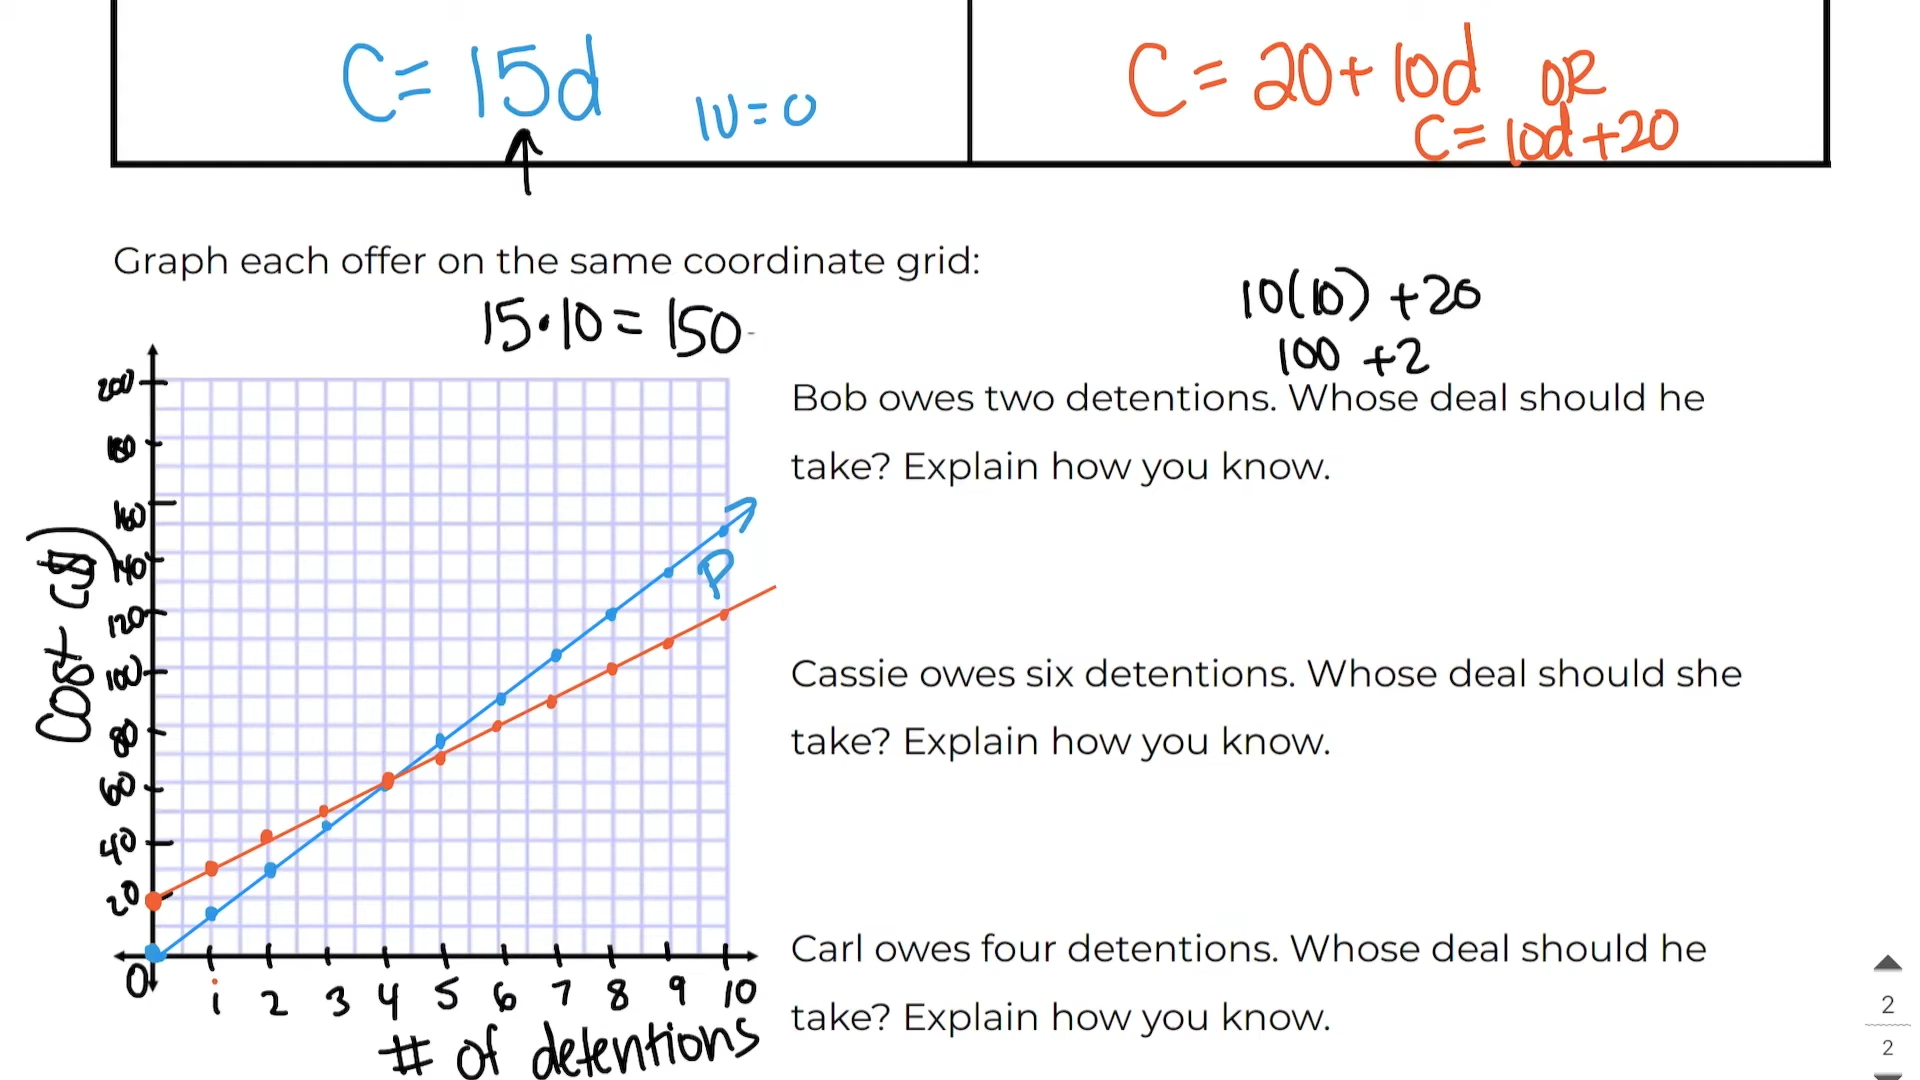 C = 15d
IV = 0
C = 20 + 10d OR
C = 10d + 20
Graph each offer on the same coordinate grid:
15 · 10 = 150
10(10) + 20
100 + 2
Bob owes two detentions. Whose deal should he
take? Explain how you know.
Cassie owes six detentions. Whose deal should she
take? Explain how you know.
Carl owes four detentions. Whose deal should he
take? Explain how you know.
Cost ($)
200
180
160
140
120
100
80
60
40
20
0
P
1 2 3 4 5 6 7 8 9 10
# of detentions
2
2